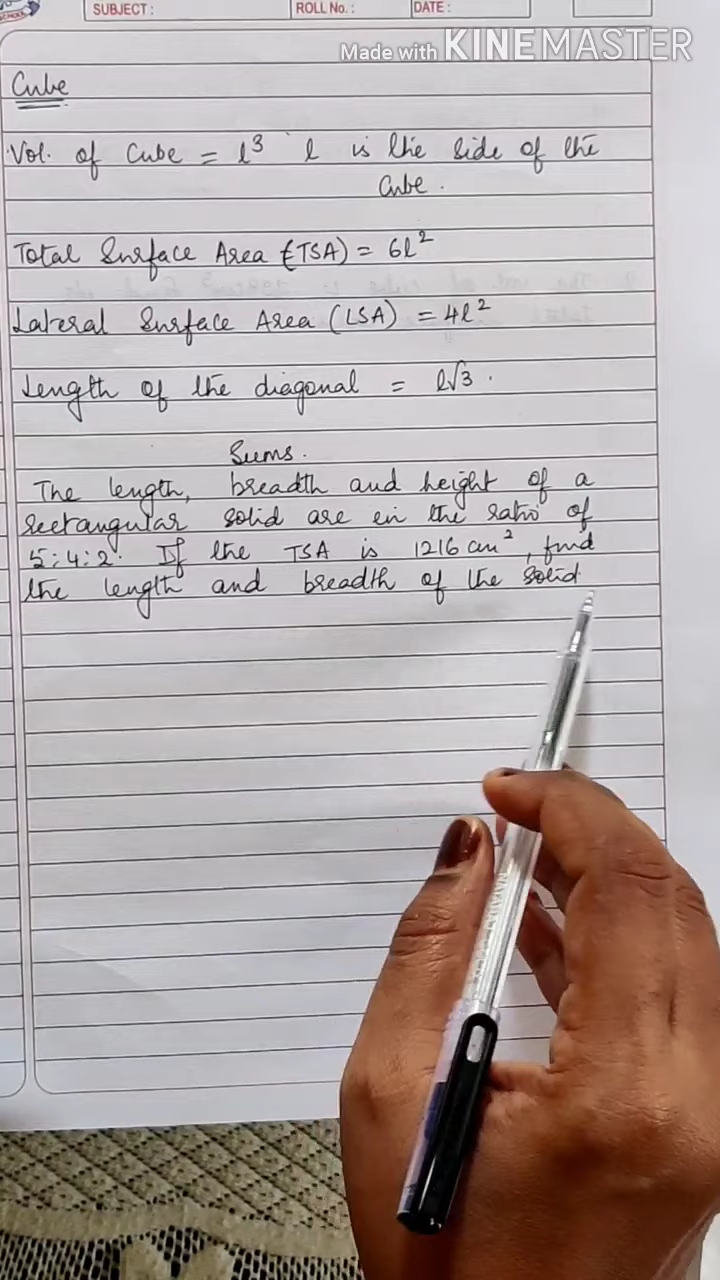 SUBJECT :
ROLL No. :
DATE :
Made with KINEMASTER
Cube
Vol. of Cube = l³ l is the side of the
Cube.
Total Surface Area (TSA) = 6l²
Lateral Surface Area (LSA) = 4l²
Length of the diagonal = l√3.
Sums.
The length, breadth and height of a
rectangular solid are in the ratio of
5:4:2. If the TSA is 1216 cm², find
the length and breadth of the solid